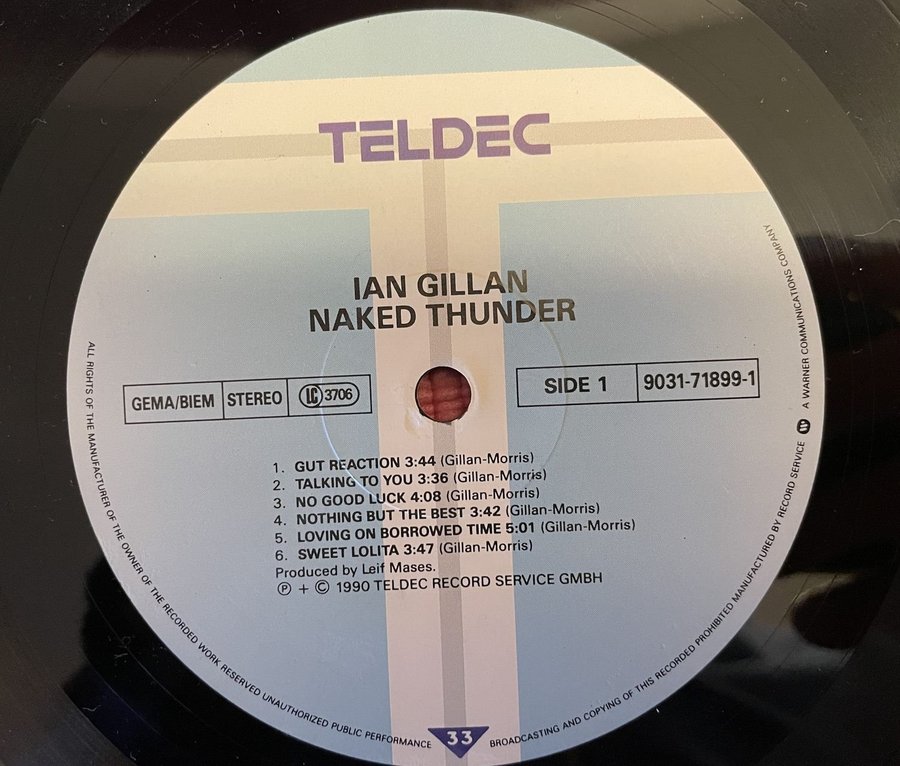 TELDEC
IAN GILLAN
NAKED THUNDER
GEMA/BIEM STEREO LC 3706
SIDE 1 9031-71899-1
1. GUT REACTION 3:44 (Gillan-Morris)
2. TALKING TO YOU 3:36 (Gillan-Morris)
3. NO GOOD LUCK 4:08 (Gillan-Morris)
4. NOTHING BUT THE BEST 3:42 (Gillan-Morris)
5. LOVING ON BORROWED TIME 5:01 (Gillan-Morris)
6. SWEET LOLITA 3:47 (Gillan-Morris)
Produced by Leif Mases.
℗ + © 1990 TELDEC RECORD SERVICE GMBH
ALL RIGHTS OF THE MANUFACTURER OF THE OWNER OF THE RECORDED WORK RESERVED UNAUTHORIZED PUBLIC PERFORMANCE
33
BROADCASTING AND COPYING OF THIS RECORDED PROHIBITED MANUFACTURED BY RECORD SERVICE A WARNER COMMUNICATIONS COMPANY